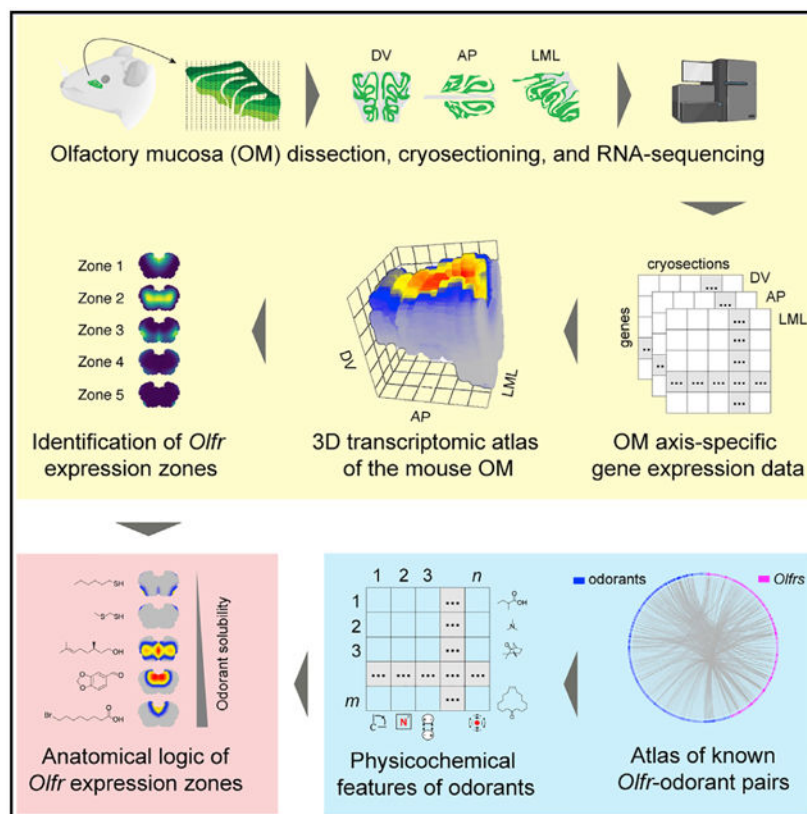 DV
AP
LML
Olfactory mucosa (OM) dissection, cryosectioning, and RNA-sequencing
Zone 1
Zone 2
Zone 3
Zone 4
Zone 5
Identification of Olfr
expression zones
DV
AP
LML
3D transcriptomic atlas
of the mouse OM
cryosections
DV
AP
LML
genes
...
...
...
...
...
... ... ... ... ...
...
OM axis-specific
gene expression data
SH
S SH
OH
O
O
O
Br
O
OH
Odorant solubility
Anatomical logic of
Olfr expression zones
1 2 3 n
1
2
3
m
...
...
...
... ... ... ... ...
...
O
OH
N
O
C
N
Physicochemical
features of odorants
odorants
Olfrs
Atlas of known
Olfr-odorant pairs